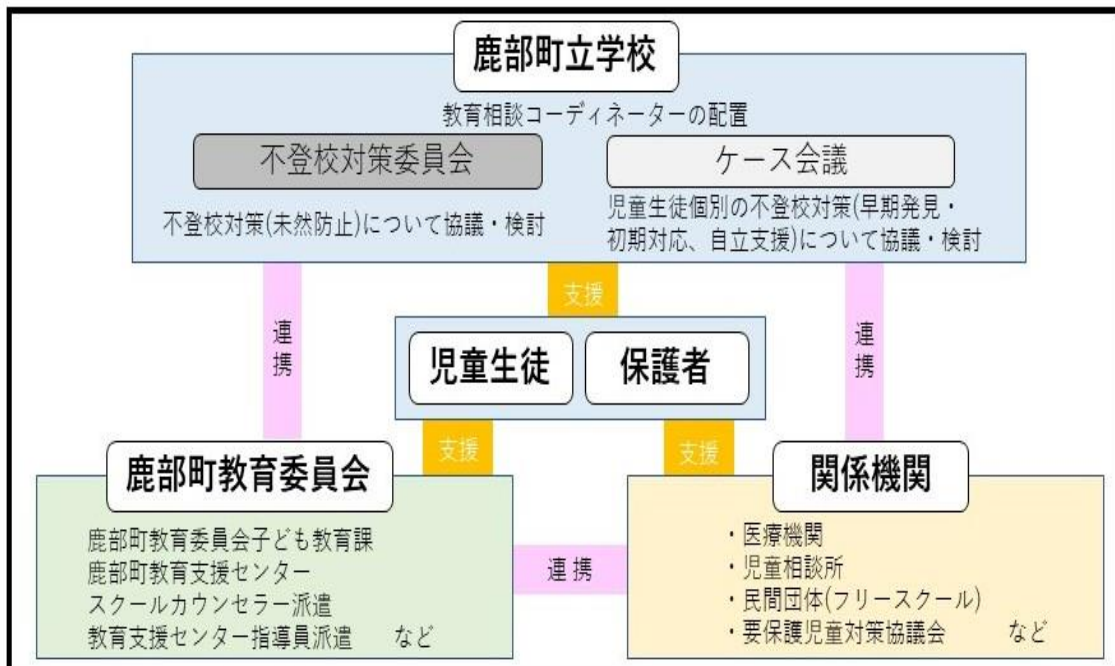 鹿部町立学校
教育相談コーディネーターの配置
不登校対策委員会
ケース会議
不登校対策(未然防止)について協議・検討
児童生徒個別の不登校対策(早期発見・
初期対応、自立支援)について協議・検討
連携
支援
連携
児童生徒
保護者
支援
支援
鹿部町教育委員会
関係機関
鹿部町教育委員会子ども教育課
鹿部町教育支援センター
スクールカウンセラー派遣
教育支援センター指導員派遣 など
連 携
・医療機関
・児童相談所
・民間団体(フリースクール)
・要保護児童対策協議会 など